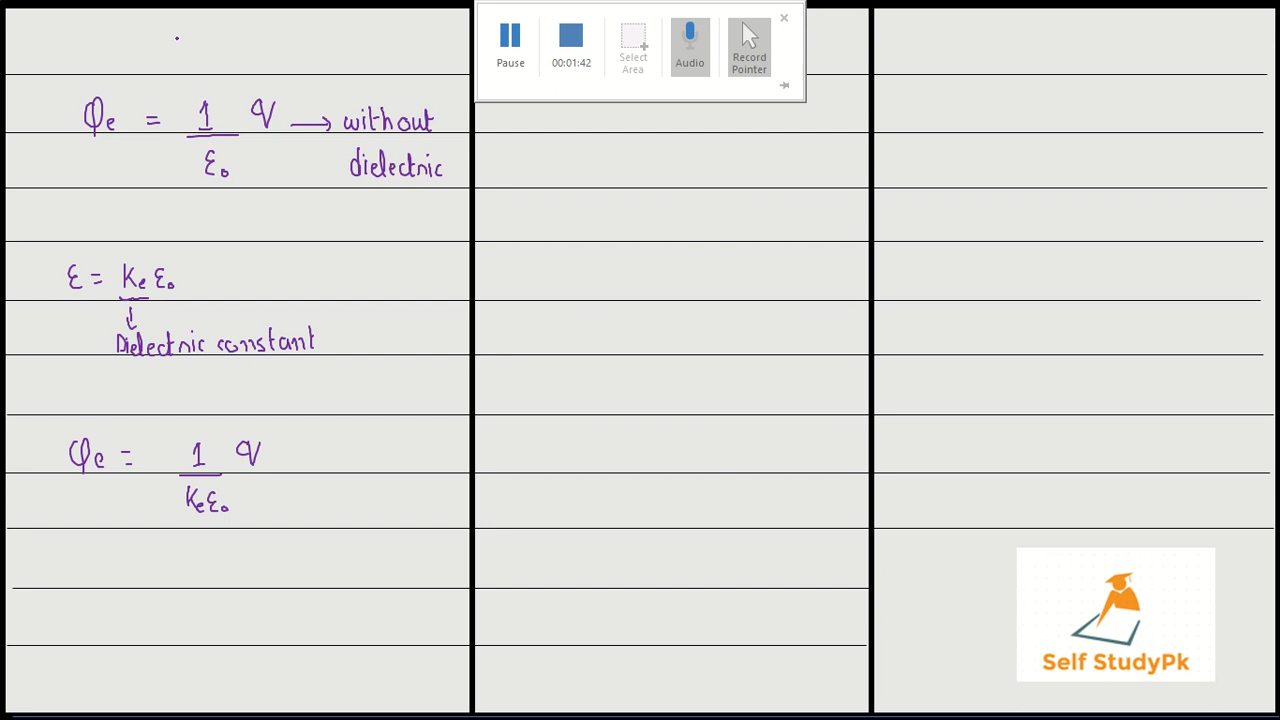 Pause
00:01:42
Select
Area
Audio
Record
Pointer
φe = 1/ε₀ q → without
dielectric
ε = Ke ε₀
↓
Dielectric constant
φe = 1/Keε₀ q
Self StudyPk